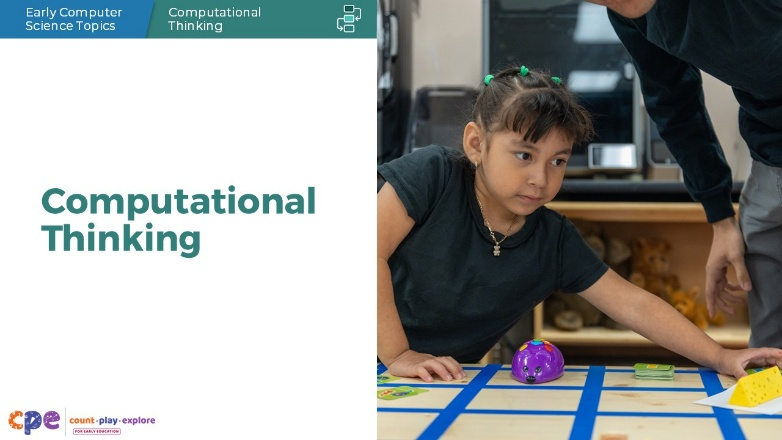 Early Computer
Science Topics
Computational
Thinking
Computational
Thinking
cpe
count·play·explore
FOR EARLY EDUCATION